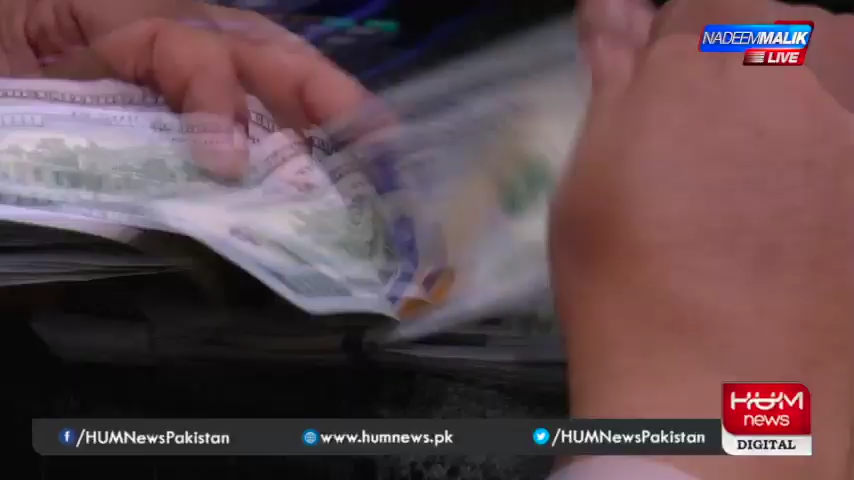 NADEEMMALIK
LIVE
HUM
news
DIGITAL
/HUMNewsPakistan
www.humnews.pk
/HUMNewsPakistan